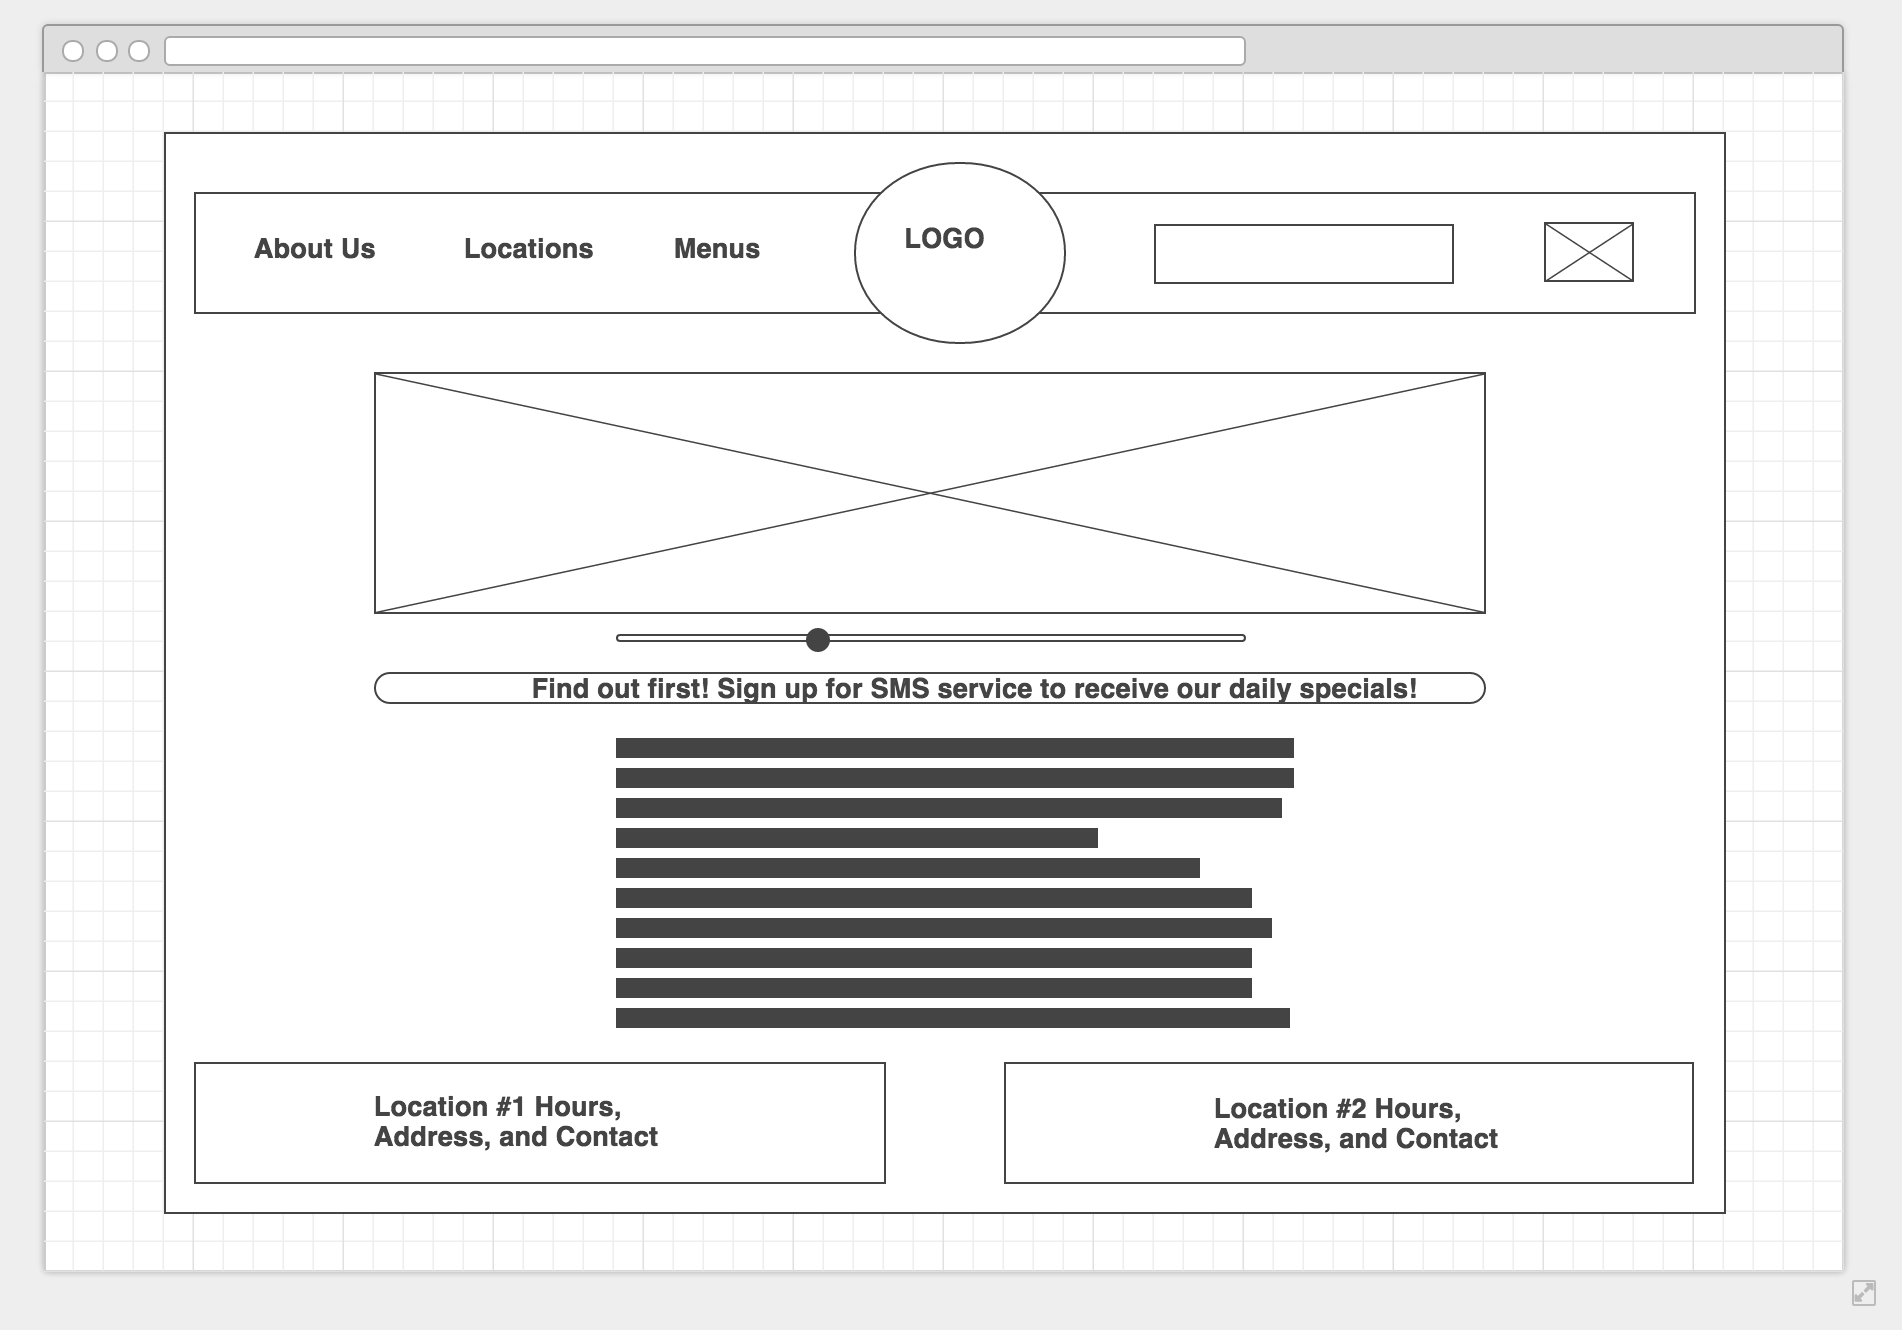 About Us
Locations
Menus
LOGO
Find out first! Sign up for SMS service to receive our daily specials!
Location #1 Hours,
Address, and Contact
Location #2 Hours,
Address, and Contact